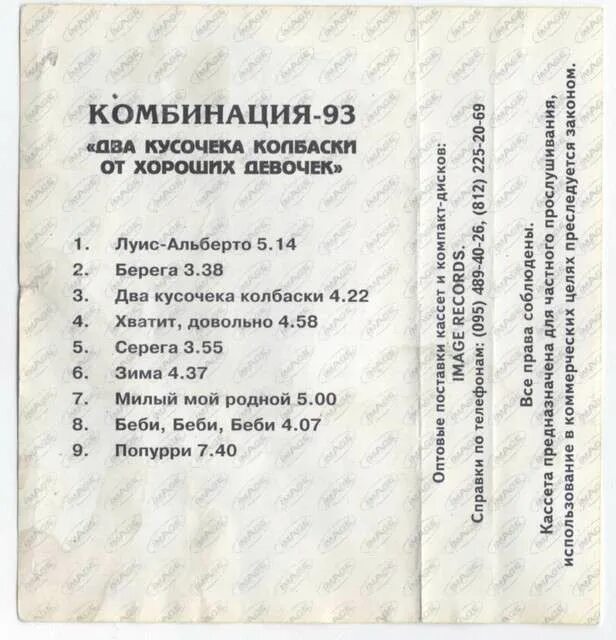 КОМБИНАЦИЯ-93
«ДВА КУСОЧЕКА КОЛБАСКИ
ОТ ХОРОШИХ ДЕВОЧЕК»
1. Луис-Альберто 5.14
2. Берега 3.38
3. Два кусочека колбаски 4.22
4. Хватит, довольно 4.58
5. Серега 3.55
6. Зима 4.37
7. Милый мой родной 5.00
8. Беби, Беби, Беби 4.07
9. Попурри 7.40
Оптовые поставки кассет и компакт-дисков:
IMAGE RECORDS.
Справки по телефонам: (095) 489-40-26, (812) 225-20-69
Все права соблюдены.
Кассета предназначена для частного прослушивания,
использование в коммерческих целях преследуется законом.